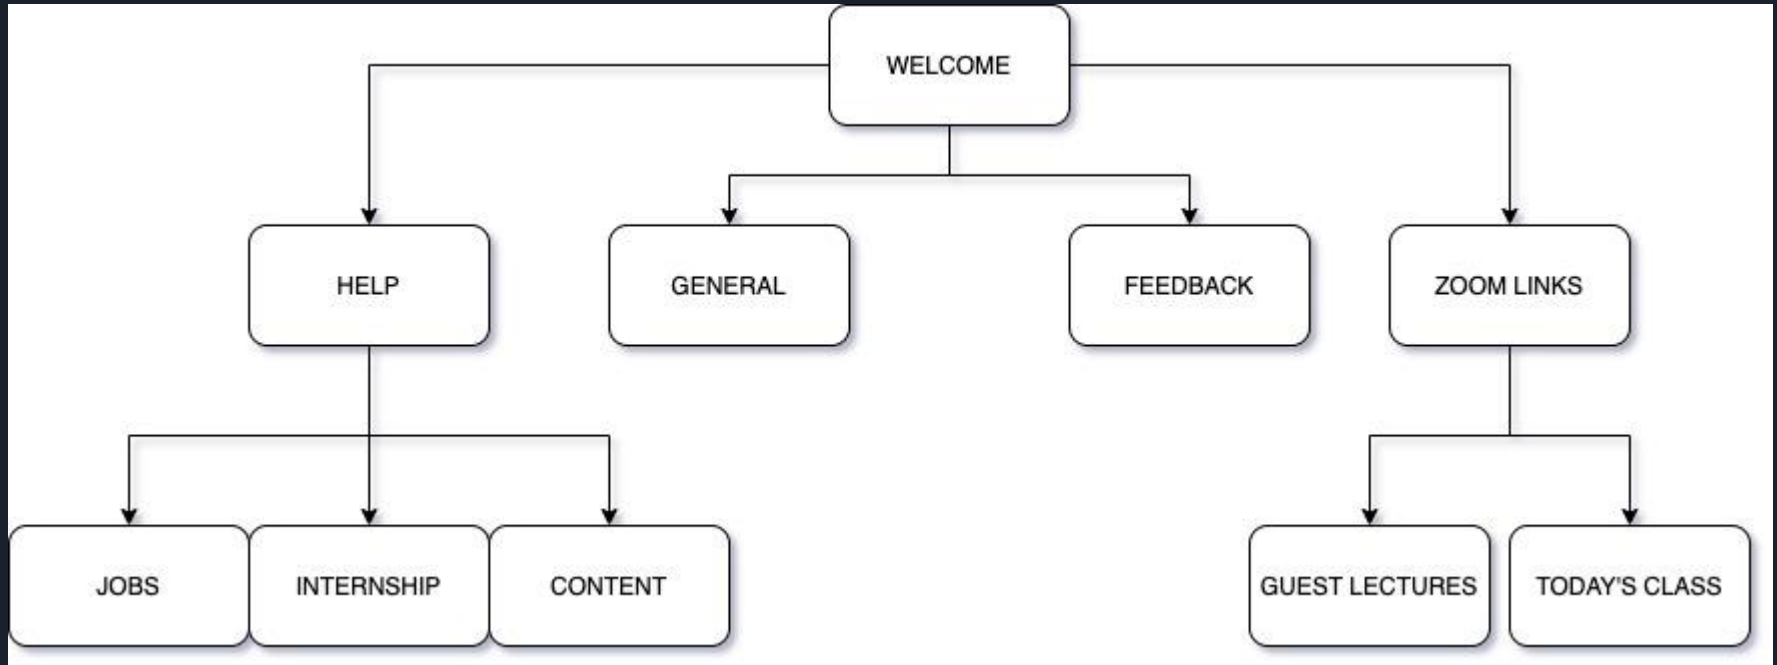 WELCOME
HELP
GENERAL
FEEDBACK
ZOOM LINKS
JOBS
INTERNSHIP
CONTENT
GUEST LECTURES
TODAY'S CLASS